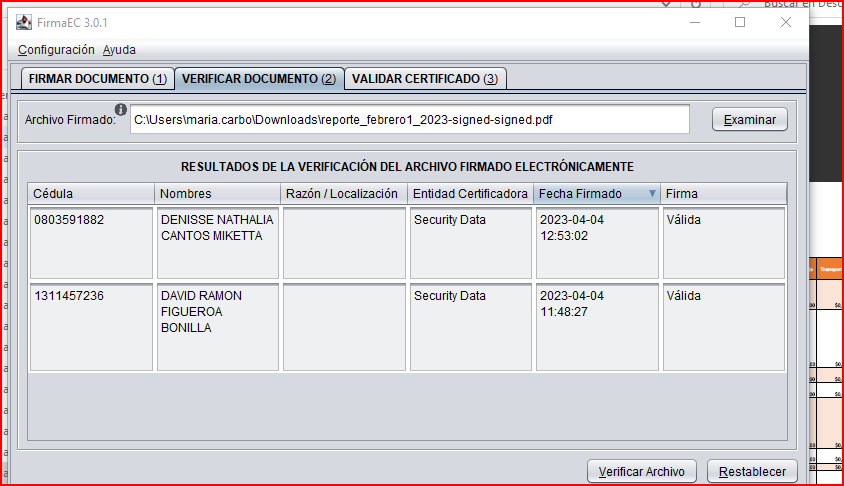 Buscar en Desc
FirmaEC 3.0.1
Configuración Ayuda
FIRMAR DOCUMENTO (1) VERIFICAR DOCUMENTO (2) VALIDAR CERTIFICADO (3)
Archivo Firmado: C:\Users\maria.carbo\Downloads\reporte_febrero1_2023-signed-signed.pdf Examinar
RESULTADOS DE LA VERIFICACIÓN DEL ARCHIVO FIRMADO ELECTRÓNICAMENTE
Cédula Nombres Razón / Localización Entidad Certificadora Fecha Firmado Firma
0803591882 DENISSE NATHALIA Security Data 2023-04-04 Válida
CANTOS MIKETTA 12:53:02
1311457236 DAVID RAMON Security Data 2023-04-04 Válida
FIGUEROA 11:48:27
BONILLA
Verificar Archivo Restablecer